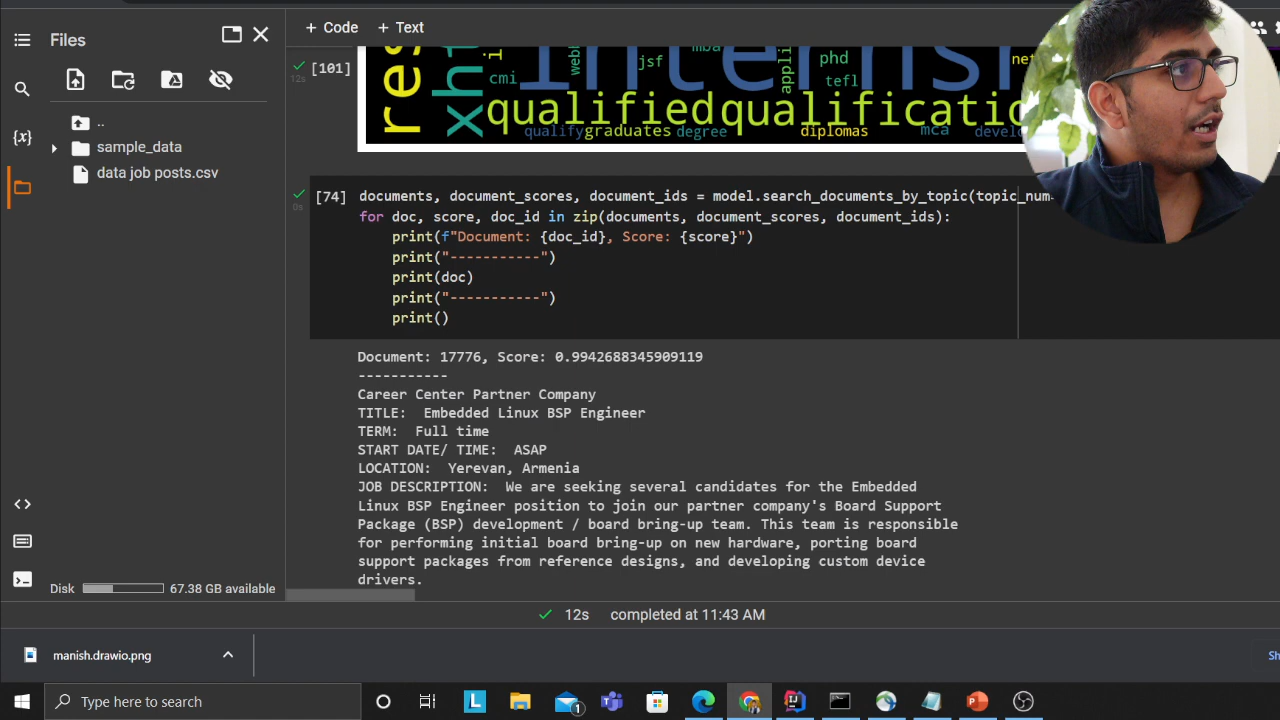 + Code + Text
Files
..
sample_data
data job posts.csv
[101]
12s
cmi
jsf
mba
phd
tefl
qualified
qualify
graduates
degree
diplomas
mca
[74]
0s
documents, document_scores, document_ids = model.search_documents_by_topic(topic_num=
for doc, score, doc_id in zip(documents, document_scores, document_ids):
print(f"Document: {doc_id}, Score: {score}")
print("-----------")
print(doc)
print("-----------")
print()
Document: 17776, Score: 0.9942688345909119
-----------
Career Center Partner Company
TITLE: Embedded Linux BSP Engineer
TERM: Full time
START DATE/ TIME: ASAP
LOCATION: Yerevan, Armenia
JOB DESCRIPTION: We are seeking several candidates for the Embedded
Linux BSP Engineer position to join our partner company's Board Support
Package (BSP) development / board bring-up team. This team is responsible
for performing initial board bring-up on new hardware, porting board
support packages from reference designs, and developing custom device
drivers.
Disk 67.38 GB available
12s completed at 11:43 AM
manish.drawio.png
Type here to search
L
1